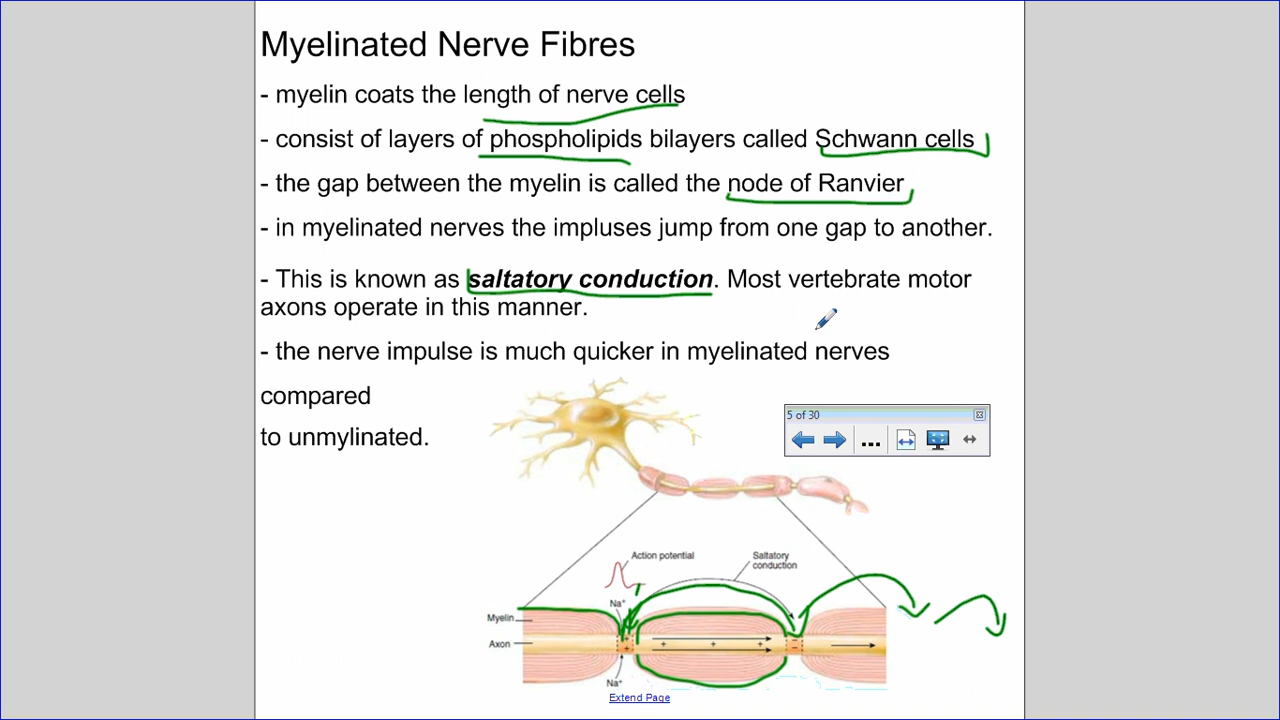 Myelinated Nerve Fibres
- myelin coats the length of nerve cells
- consist of layers of phospholipids bilayers called Schwann cells
- the gap between the myelin is called the node of Ranvier
- in myelinated nerves the impluses jump from one gap to another.
- This is known as saltatory conduction. Most vertebrate motor
axons operate in this manner.
- the nerve impulse is much quicker in myelinated nerves
compared
to unmylinated.
5 of 30
...
Action potential
Saltatory
conduction
Na⁺
Myelin
Axon
+ + + +
+ −
−
Na⁺
Extend Page